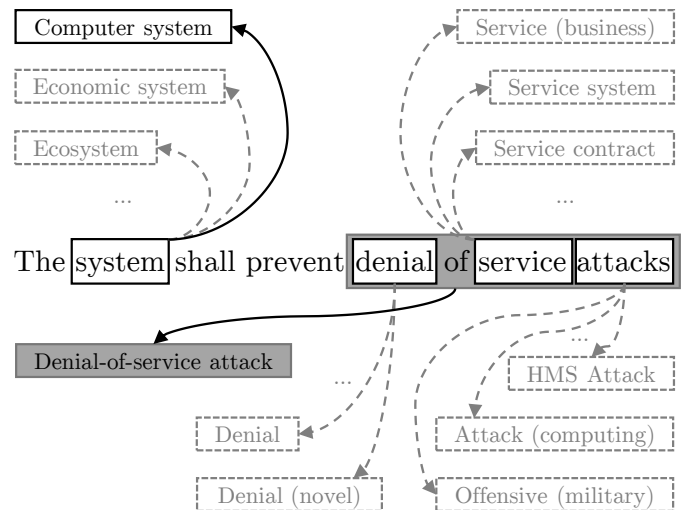 Computer system
Service (business)
Economic system
Service system
Ecosystem
Service contract
...
...
The system shall prevent denial of service attacks
Denial-of-service attack
...
...
HMS Attack
Denial
Attack (computing)
Denial (novel)
Offensive (military)